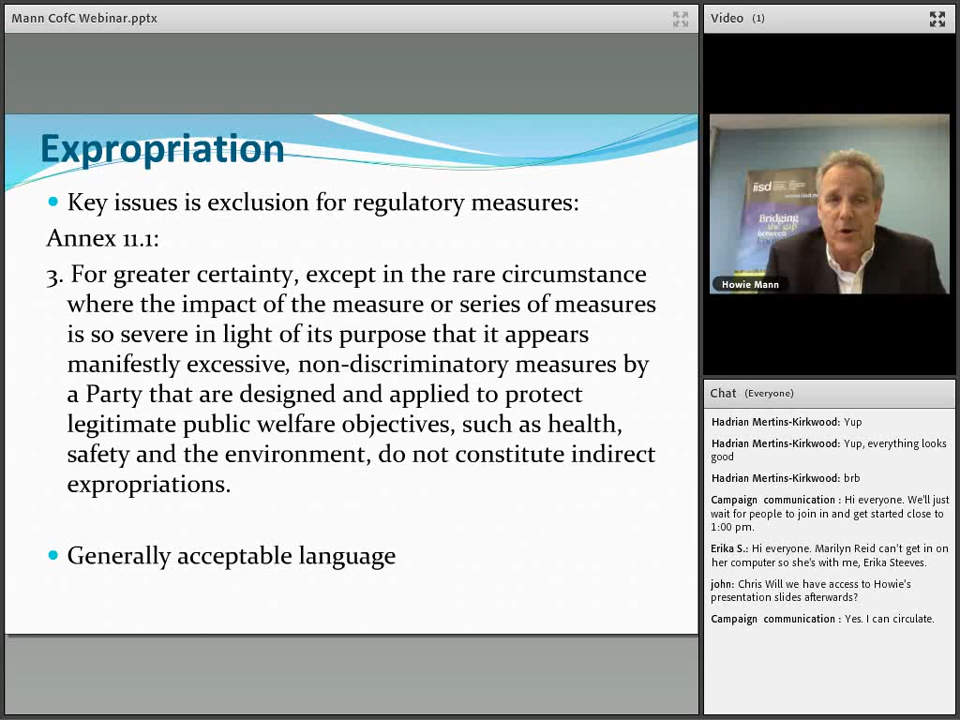 Mann CofC Webinar.pptx
Expropriation
Key issues is exclusion for regulatory measures:
Annex 11.1:
3. For greater certainty, except in the rare circumstance
where the impact of the measure or series of measures
is so severe in light of its purpose that it appears
manifestly excessive, non-discriminatory measures by
a Party that are designed and applied to protect
legitimate public welfare objectives, such as health,
safety and the environment, do not constitute indirect
expropriations.
Generally acceptable language
Video (1)
iisd
Bridging
the gap
between
Howie Mann
Chat (Everyone)
Hadrian Mertins-Kirkwood: Yup
Hadrian Mertins-Kirkwood: Yup, everything looks
good
Hadrian Mertins-Kirkwood: brb
Campaign communication : Hi everyone. We'll just
wait for people to join in and get started close to
1:00 pm.
Erika S.: Hi everyone. Marilyn Reid can't get in on
her computer so she's with me, Erika Steeves.
john: Chris Will we have access to Howie's
presentation slides afterwards?
Campaign communication : Yes. I can circulate.